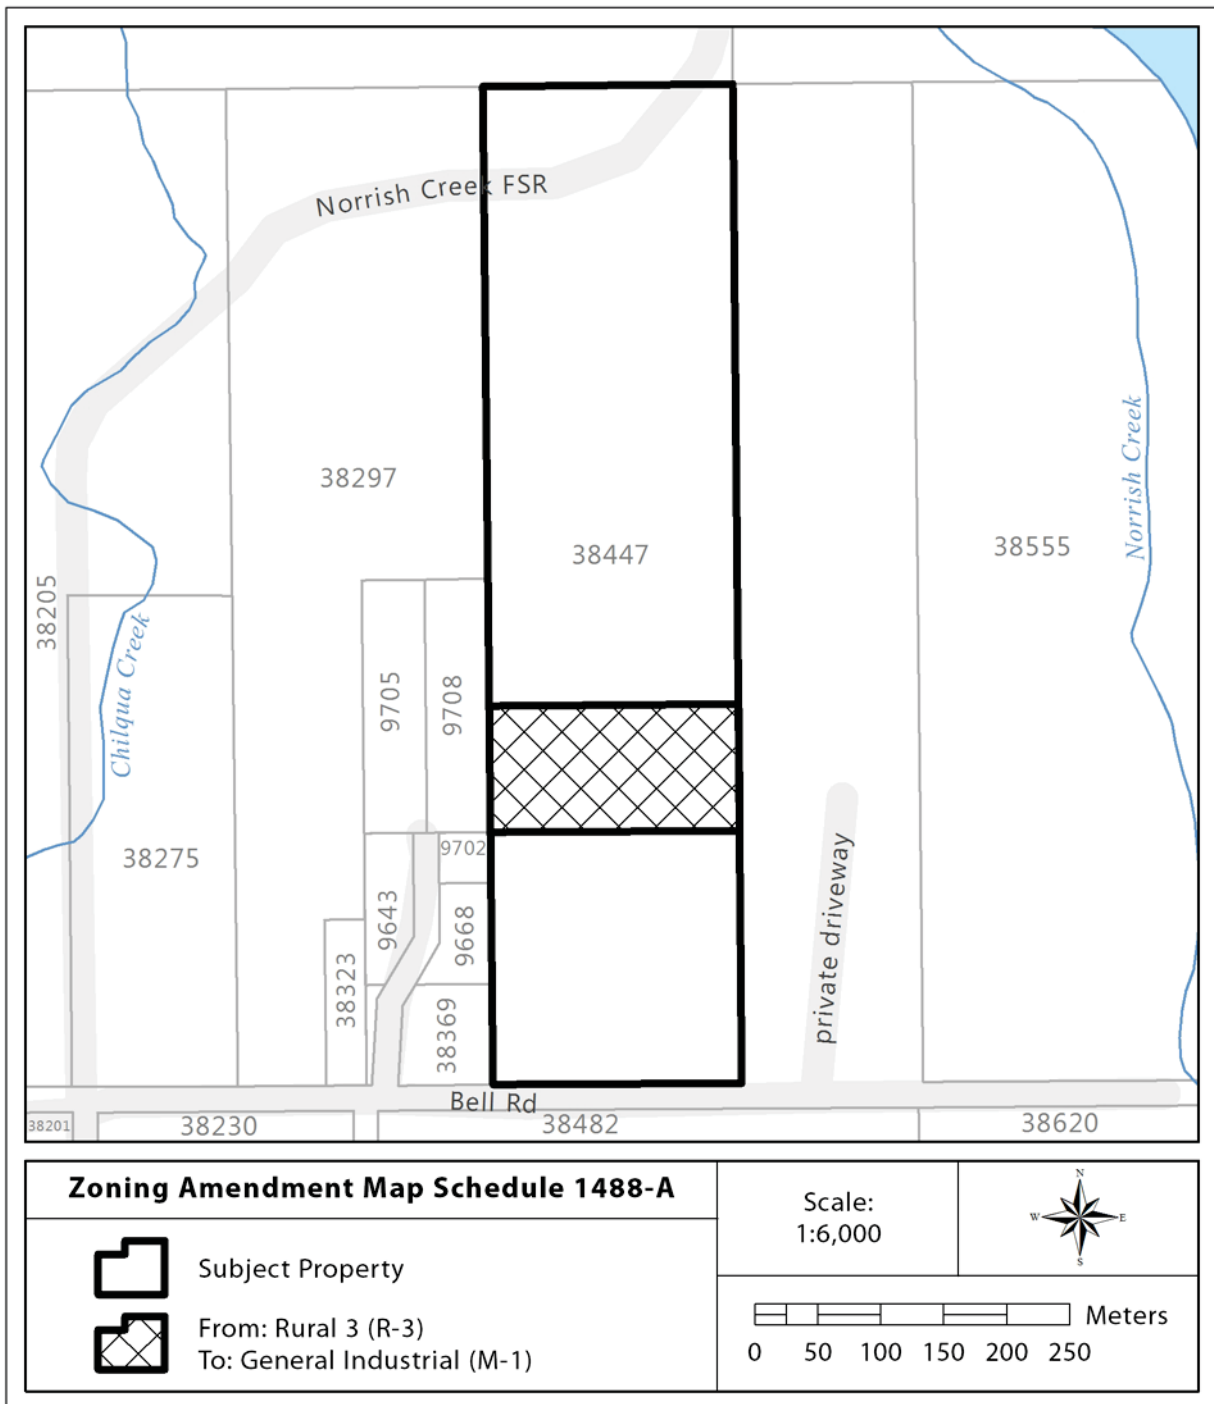 Norrish Creek FSR
38297
38447
38555
Norrish Creek
38205
Chilqua Creek
9705
9708
38275
9702
9643
9668
38323
38369
private driveway
Bell Rd
38201
38230
38482
38620
Zoning Amendment Map Schedule 1488-A
Subject Property
From: Rural 3 (R-3)
To: General Industrial (M-1)
Scale:
1:6,000
N
W
E
S
Meters
0 50 100 150 200 250